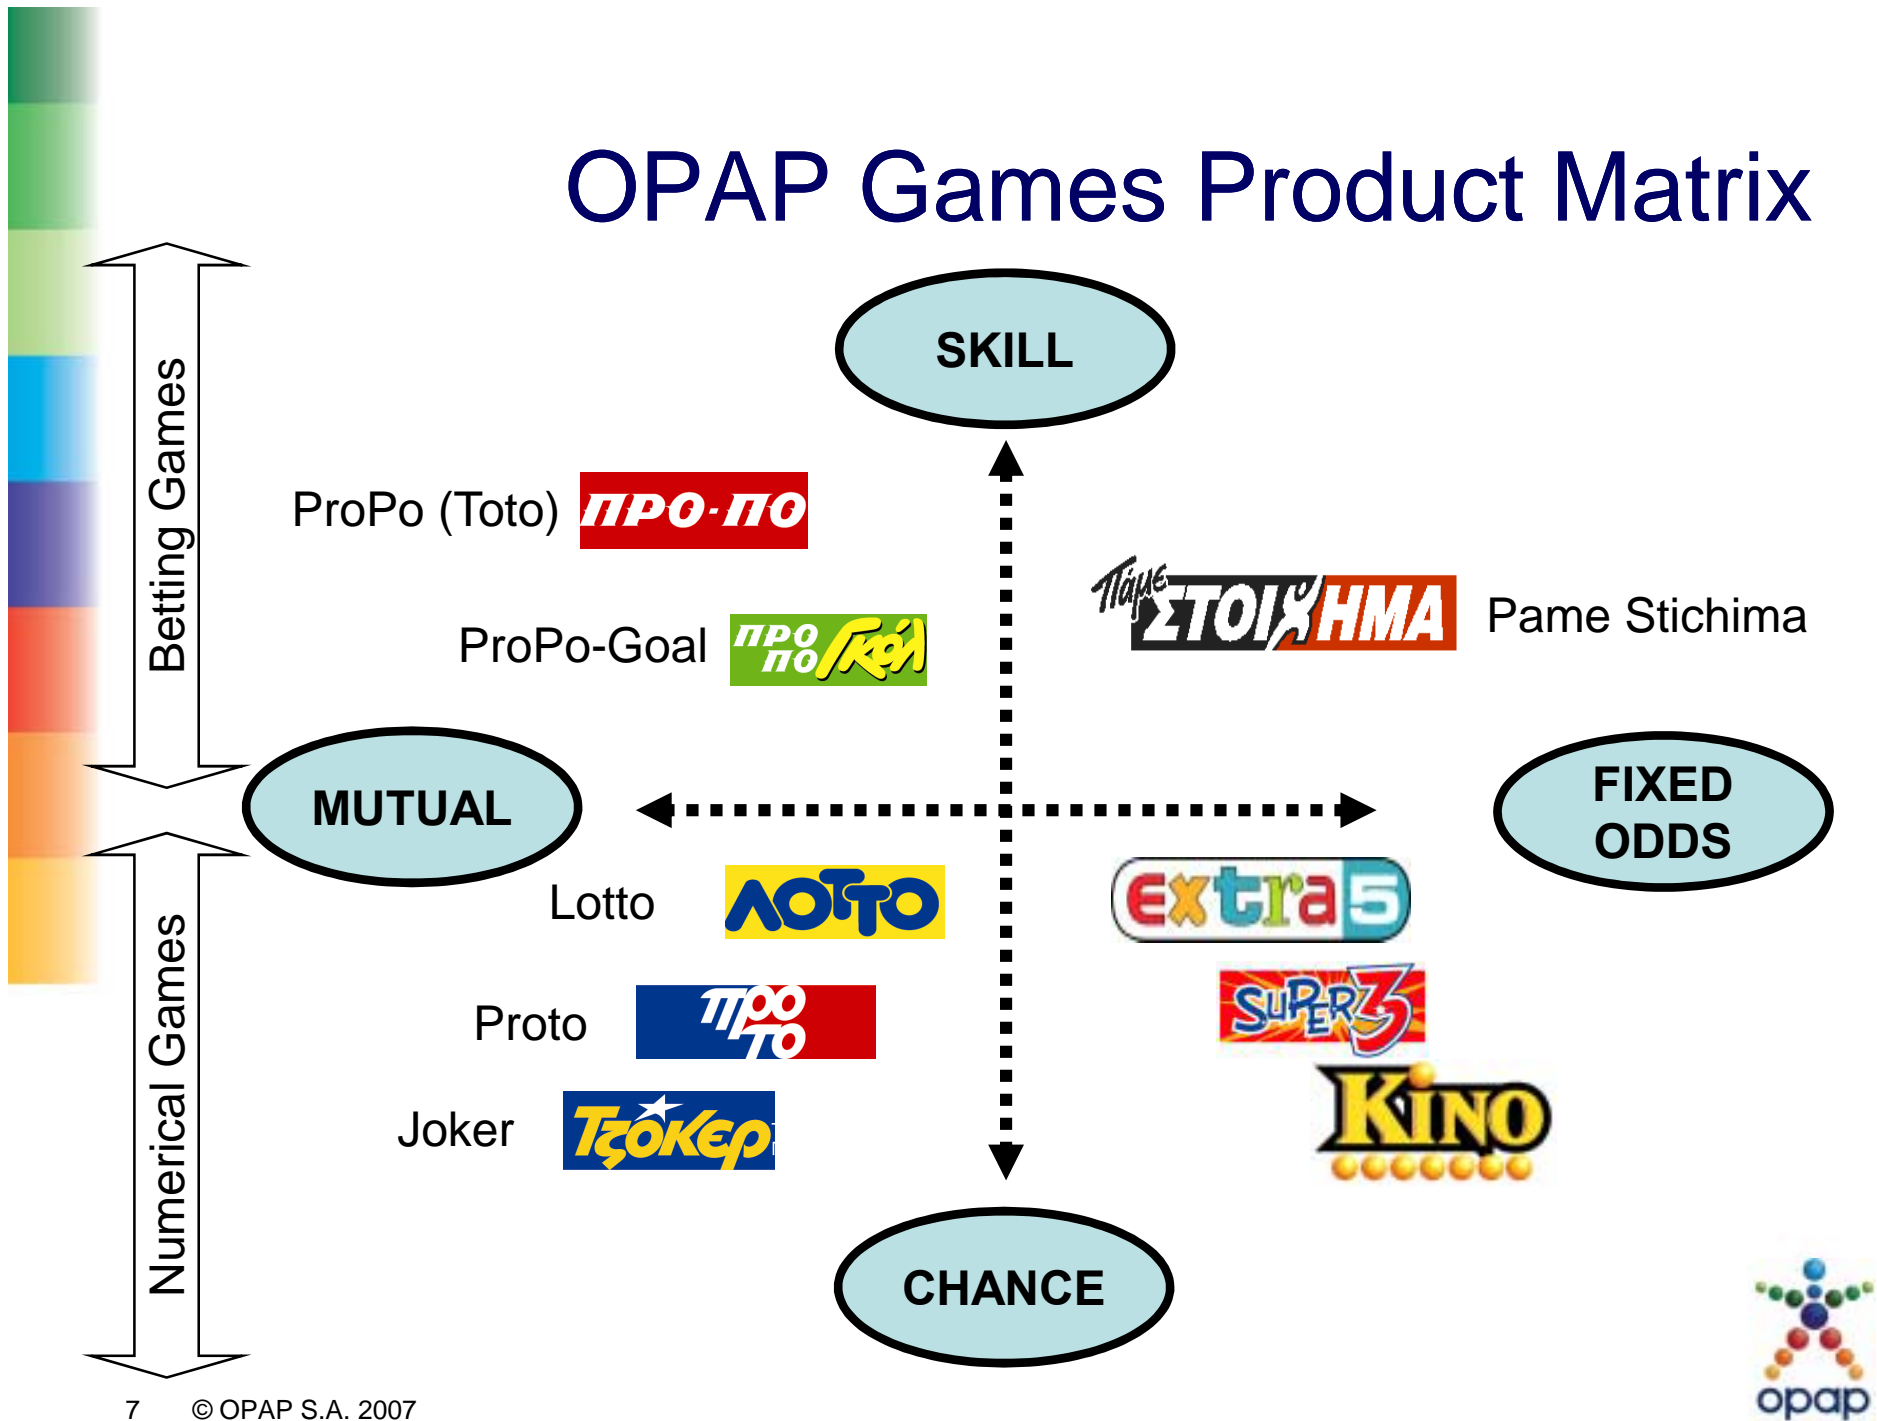 OPAP Games Product Matrix
SKILL
Betting Games
ProPo (Toto)
ΠΡΟ-ΠΟ
Πάμε
ΣΤΟΙΧΗΜΑ
Pame Stichima
ProPo-Goal
ΠΡΟ
ΠΟ Γκόλ
MUTUAL
FIXED
ODDS
Numerical Games
Lotto
ΛΟΤΤΟ
extra5
Proto
προ
το
SUPER3
Joker
ΤζόΚερ
KINO
CHANCE
opap
7
© OPAP S.A. 2007